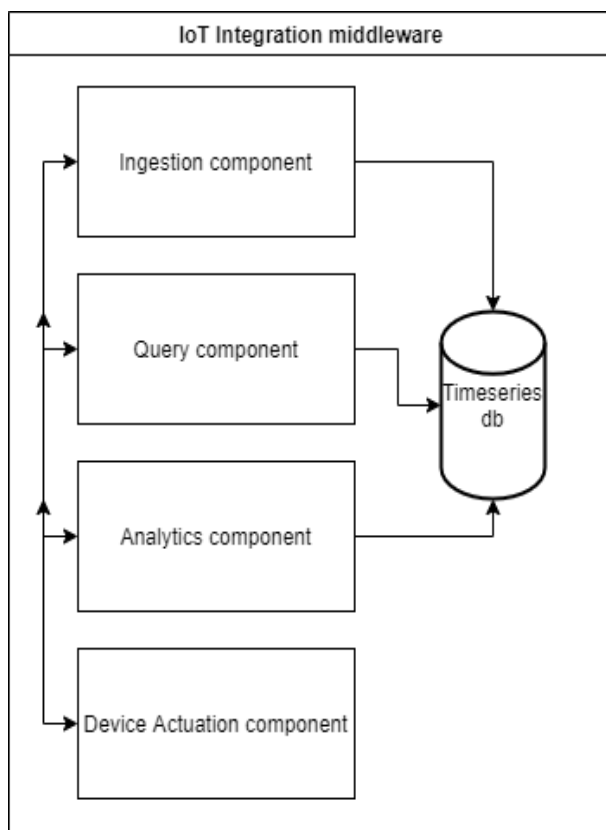 IoT Integration middleware
Ingestion component
Query component
Timeseries
db
Analytics component
Device Actuation component